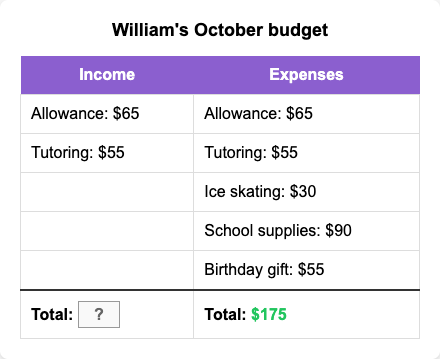 William's October budget
Income Expenses
Allowance: $65 Allowance: $65
Tutoring: $55 Tutoring: $55
Ice skating: $30
School supplies: $90
Birthday gift: $55
Total: ? Total: $175